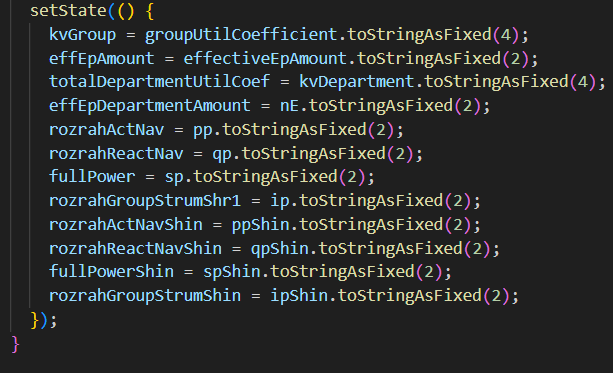 setState(() {
kvGroup = groupUtilCoefficient.toStringAsFixed(4);
effEpAmount = effectiveEpAmount.toStringAsFixed(2);
totalDepartmentUtilCoef = kvDepartment.toStringAsFixed(4);
effEpDepartmentAmount = nE.toStringAsFixed(2);
rozrahActNav = pp.toStringAsFixed(2);
rozrahReactNav = qp.toStringAsFixed(2);
fullPower = sp.toStringAsFixed(2);
rozrahGroupStrumShr1 = ip.toStringAsFixed(2);
rozrahActNavShin = ppShin.toStringAsFixed(2);
rozrahReactNavShin = qpShin.toStringAsFixed(2);
fullPowerShin = spShin.toStringAsFixed(2);
rozrahGroupStrumShin = ipShin.toStringAsFixed(2);
});
}